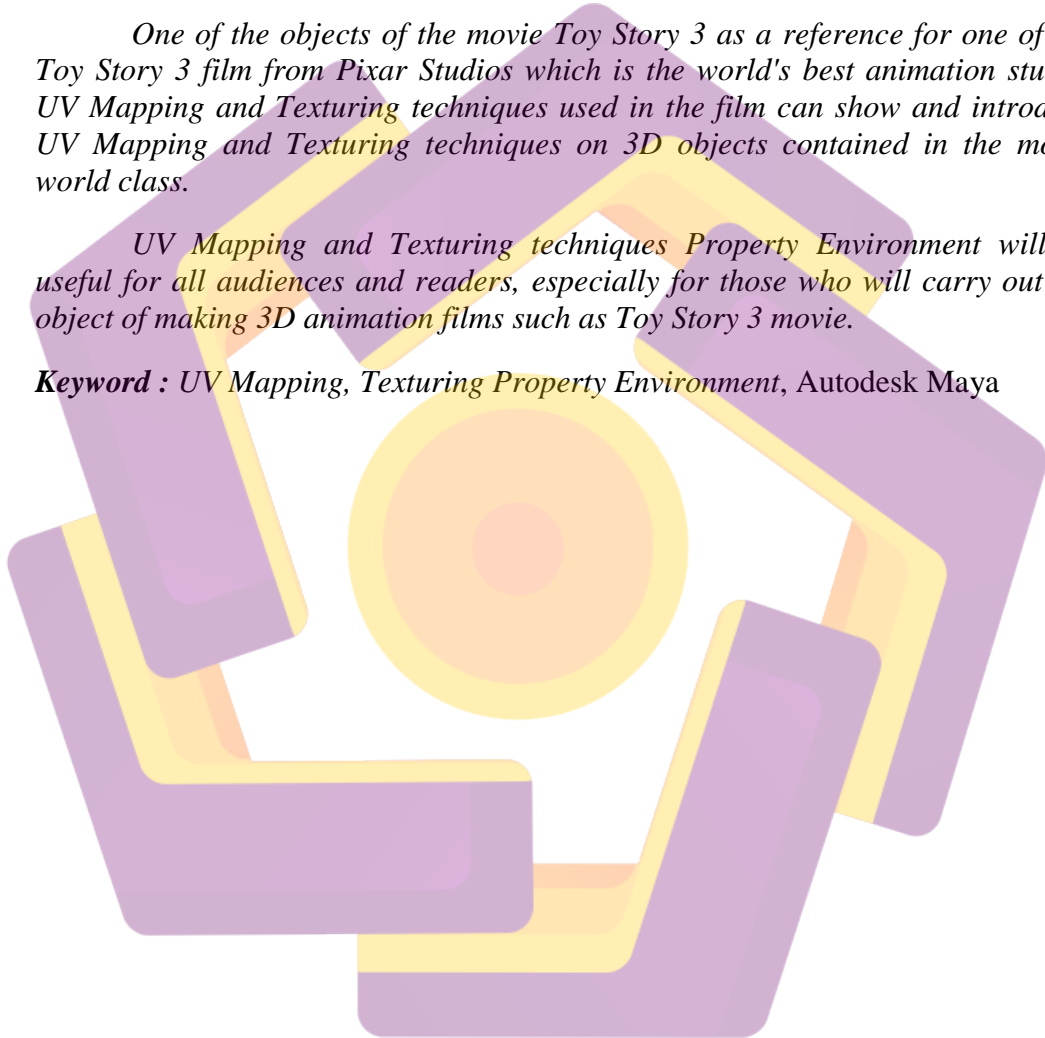 One of the objects of the movie Toy Story 3 as a reference for one of
Toy Story 3 film from Pixar Studios which is the world's best animation stu
UV Mapping and Texturing techniques used in the film can show and introd
UV Mapping and Texturing techniques on 3D objects contained in the mo
world class.
UV Mapping and Texturing techniques Property Environment will
useful for all audiences and readers, especially for those who will carry out
object of making 3D animation films such as Toy Story 3 movie.
Keyword : UV Mapping, Texturing Property Environment, Autodesk Maya